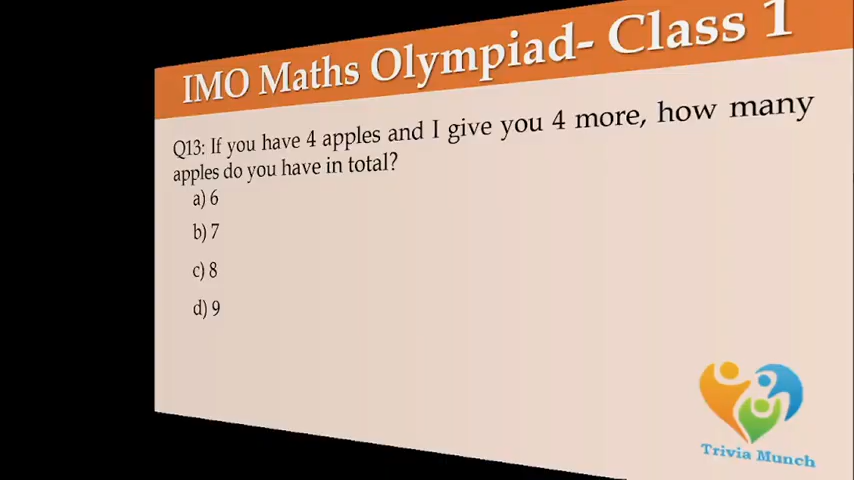 IMO Maths Olympiad- Class 1
Q13: If you have 4 apples and I give you 4 more, how many
apples do you have in total?
a) 6
b) 7
c) 8
d) 9
Trivia Munch